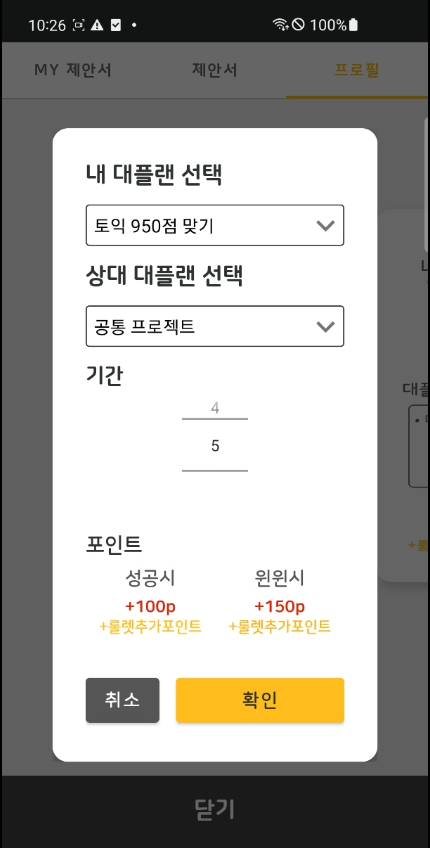 10:26 100%
MY 제안서 제안서 프로필
내 대플랜 선택
토익 950점 맞기
상대 대플랜 선택
공통 프로젝트
기간
4
5
포인트
성공시 윈윈시
+100p +150p
+룰렛추가포인트 +룰렛추가포인트
취소 확인
대플
+룰
닫기